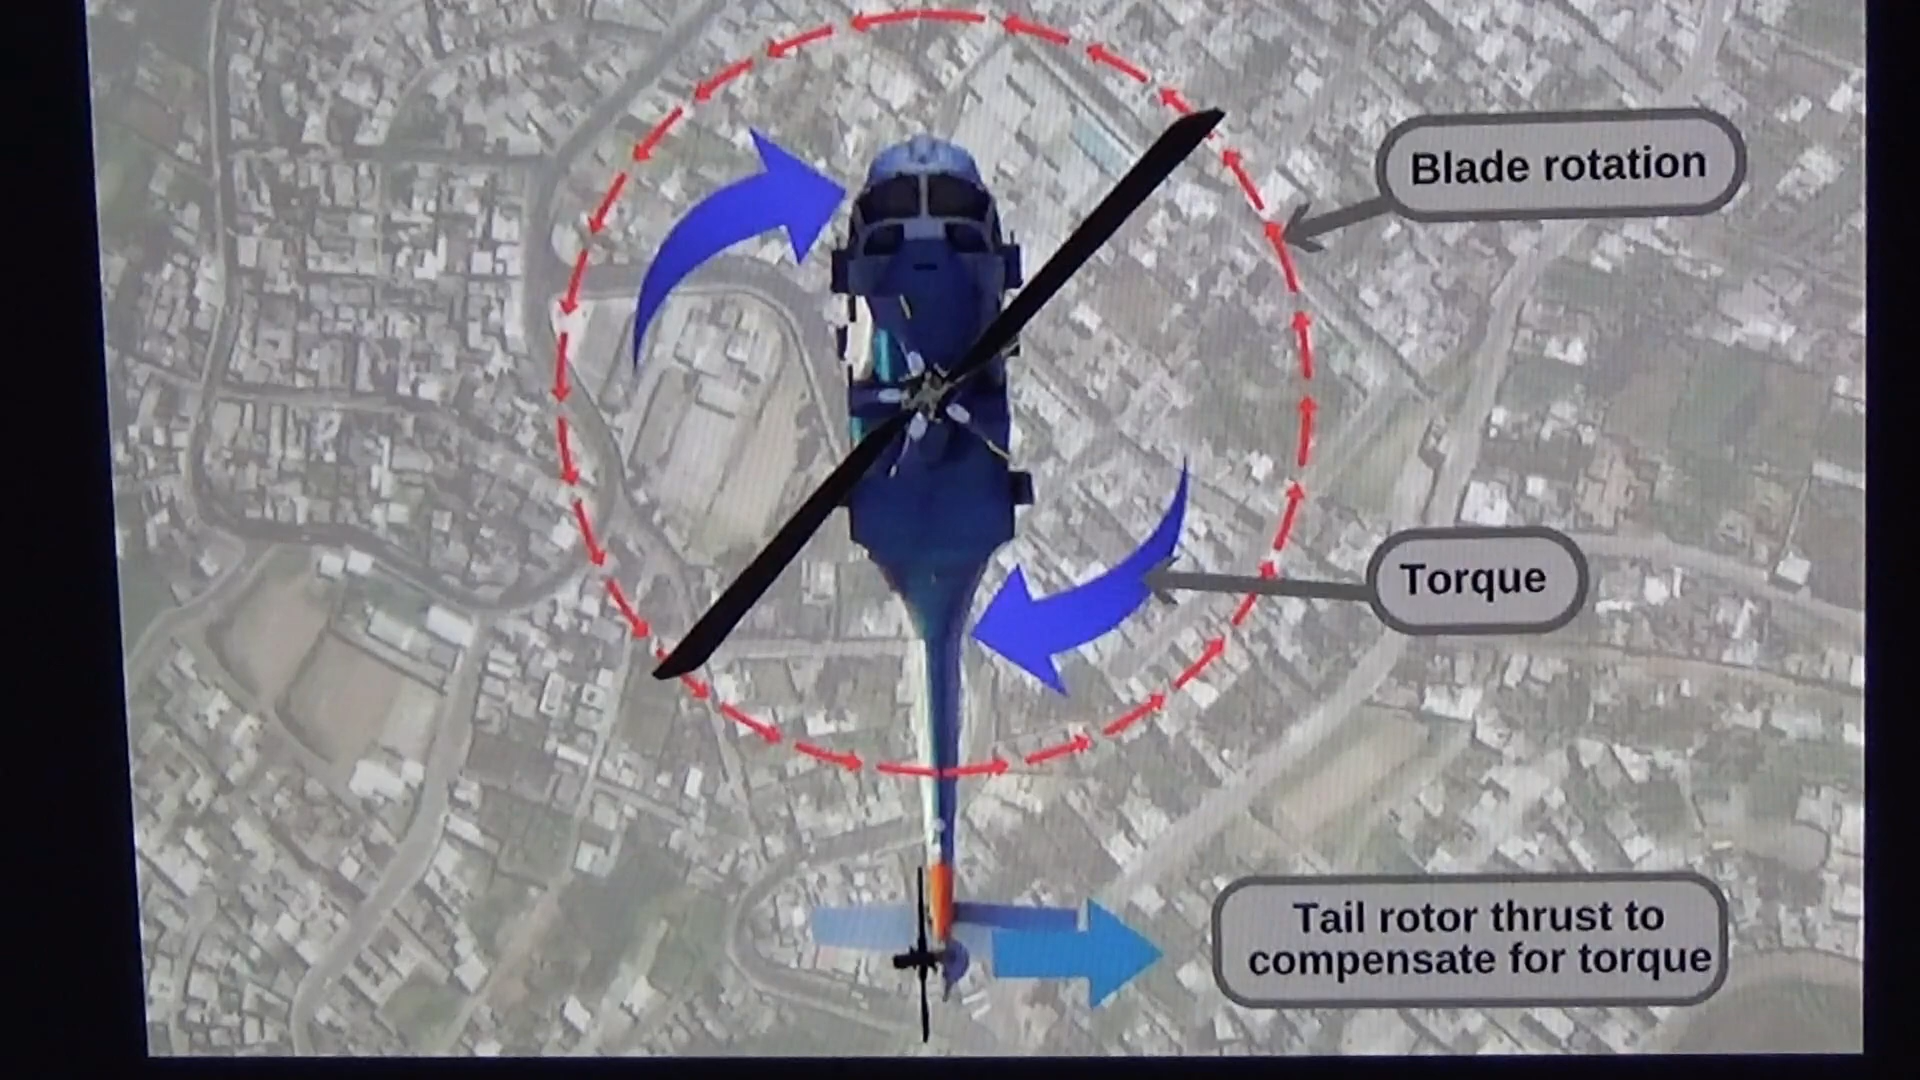 Blade rotation
Torque
Tail rotor thrust to
compensate for torque